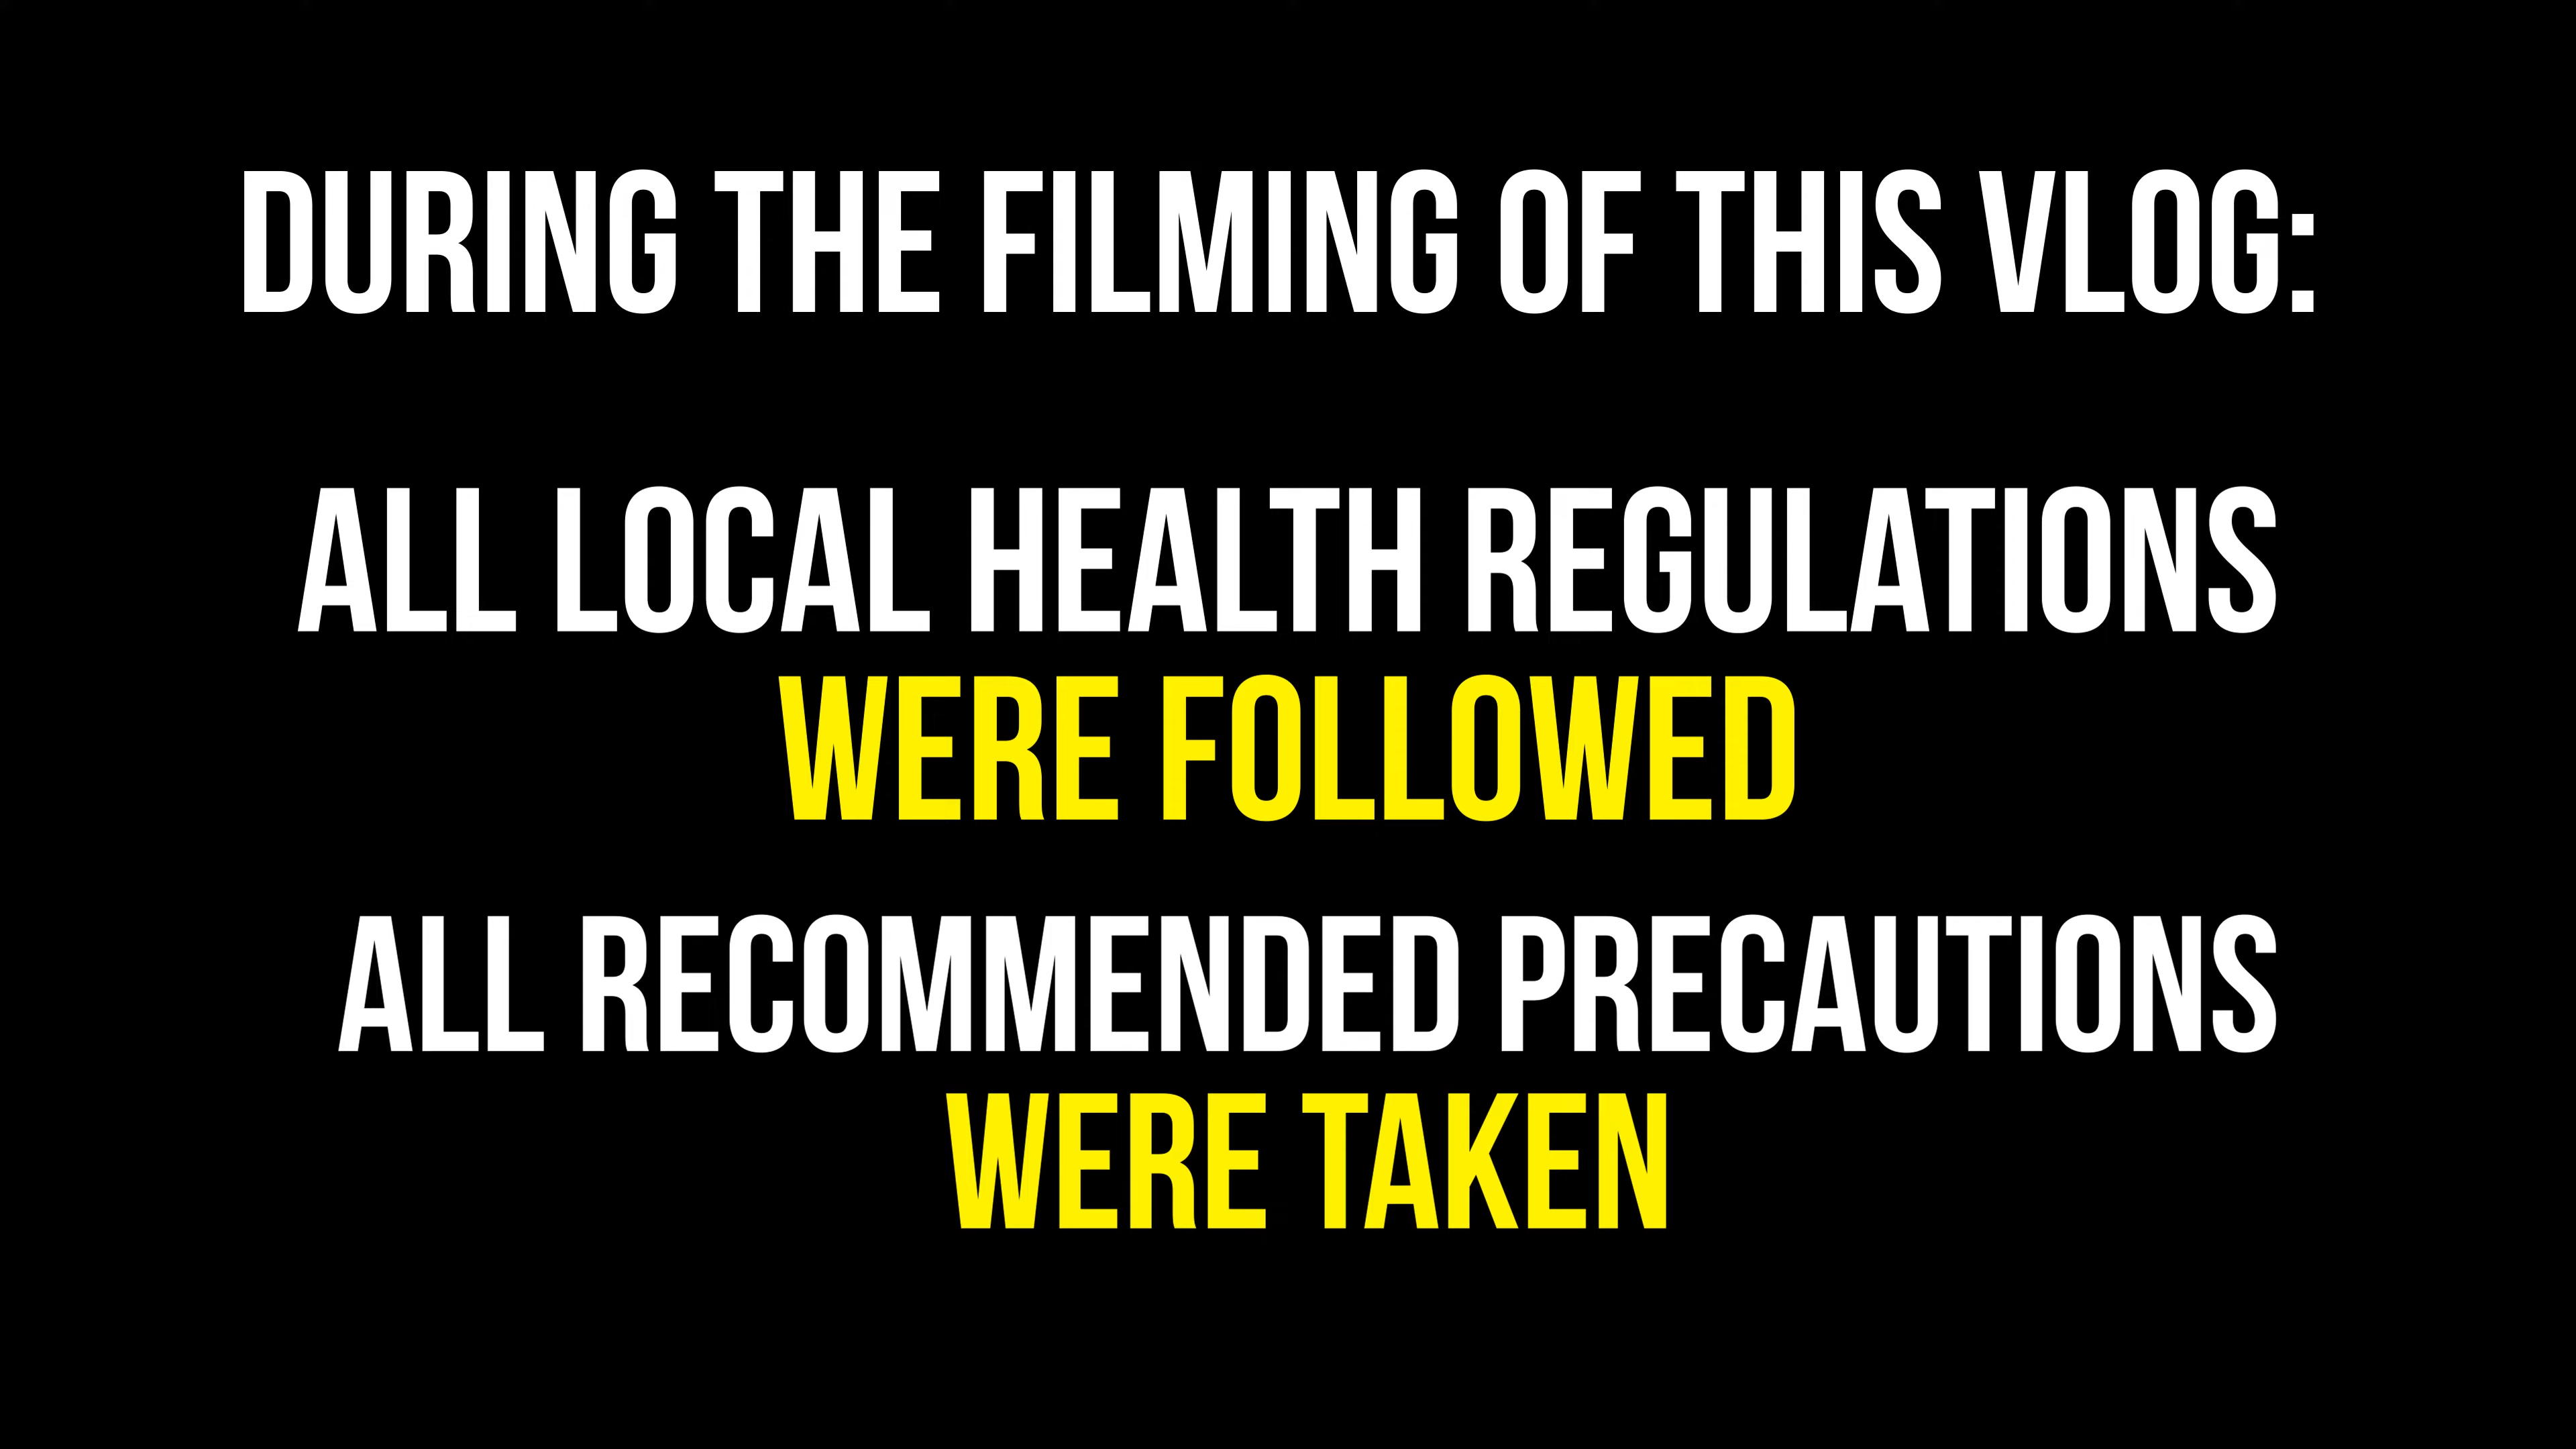 DURING THE FILMING OF THIS VLOG:
ALL LOCAL HEALTH REGULATIONS
WERE FOLLOWED
ALL RECOMMENDED PRECAUTIONS
WERE TAKEN